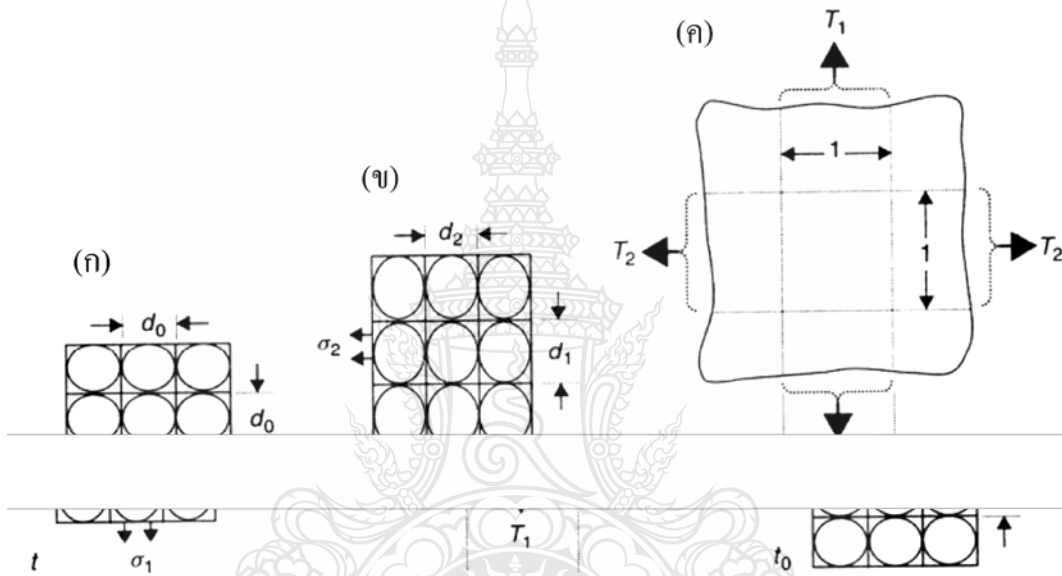 (ค)
T₁
1
(ข)
d₂
T₂
1
T₂
(ก)
d₀
σ₂
d₁
d₀
t
σ₁
T₁
t₀